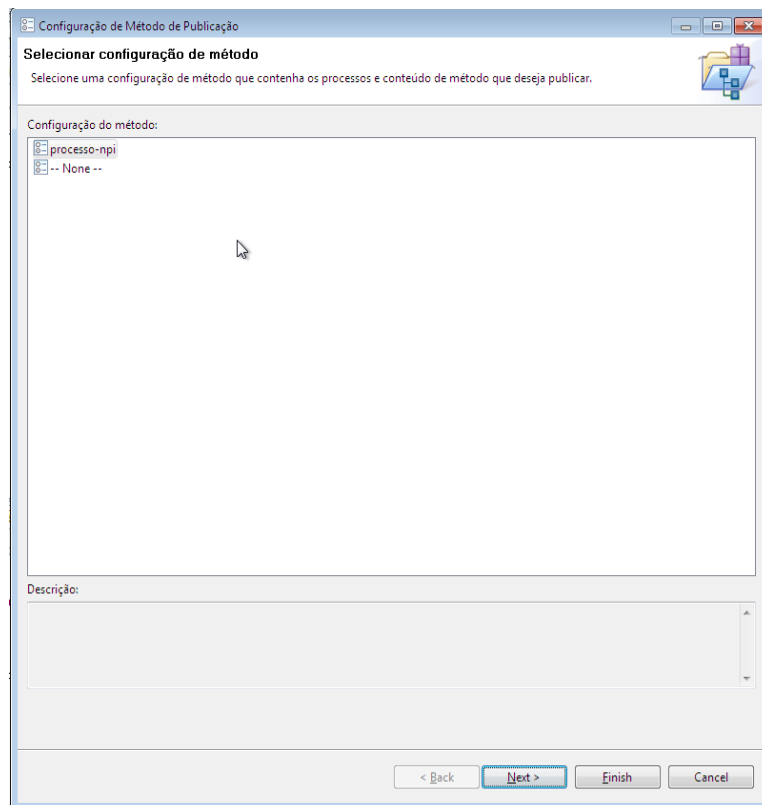 Configuração de Método de Publicação
Selecionar configuração de método
Selecione uma configuração de método que contenha os processos e conteúdo de método que deseja publicar.
Configuração do método:
processo-npi
-- None --
Descrição:
< Back
Next >
Finish
Cancel